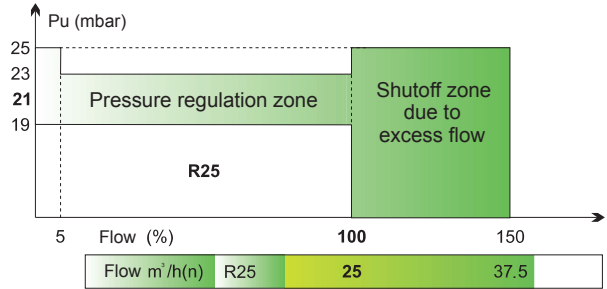 Pu (mbar)
25
23
21
19
Pressure regulation zone
Shutoff zone
due to
excess flow
R25
5 Flow (%) 100 150
Flow m³/h(n) R25 25 37.5